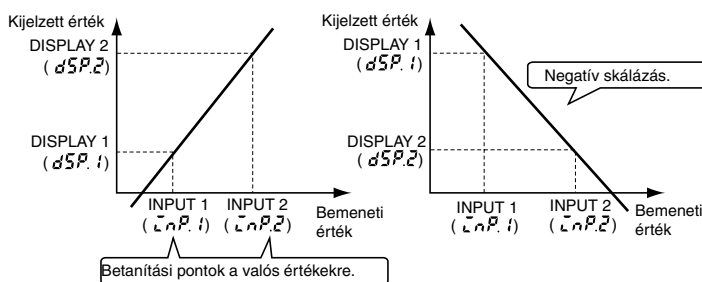 Kijelzett érték
DISPLAY 2
( dSP.2)
DISPLAY 1
(dSP. 1)
INPUT 1
( inP. 1)
INPUT 2
( inP.2)
Bemeneti
érték
Betanítási pontok a valós értékekre.
Kijelzett érték
DISPLAY 1
( dSP. 1)
DISPLAY 2
( dSP.2)
Negatív skálázás.
INPUT 1
( inP. 1)
INPUT 2
( inP.2)
Bemeneti
érték